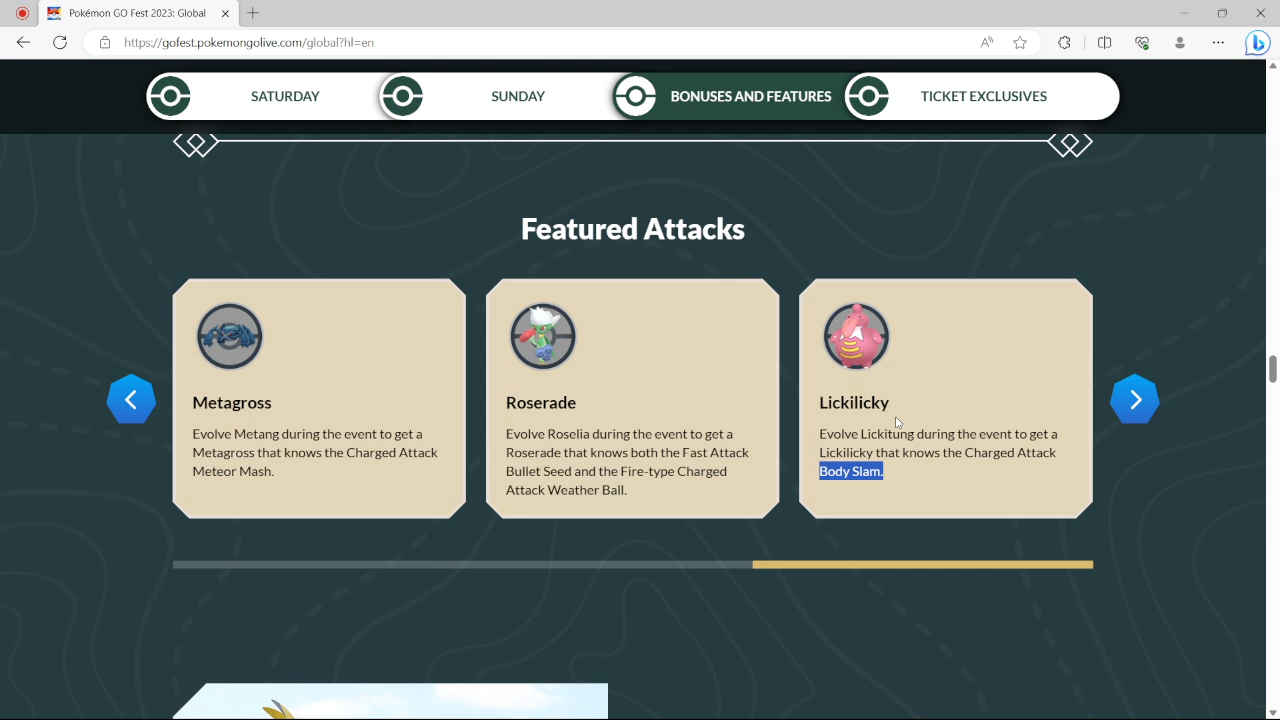 Pokémon GO Fest 2023: Global
https://gofest.pokemongolive.com/global?hl=en
SATURDAY
SUNDAY
BONUSES AND FEATURES
TICKET EXCLUSIVES
Featured Attacks
Metagross
Evolve Metang during the event to get a
Metagross that knows the Charged Attack
Meteor Mash.
Roserade
Evolve Roselia during the event to get a
Roserade that knows both the Fast Attack
Bullet Seed and the Fire-type Charged
Attack Weather Ball.
Lickilicky
Evolve Lickitung during the event to get a
Lickilicky that knows the Charged Attack
Body Slam.